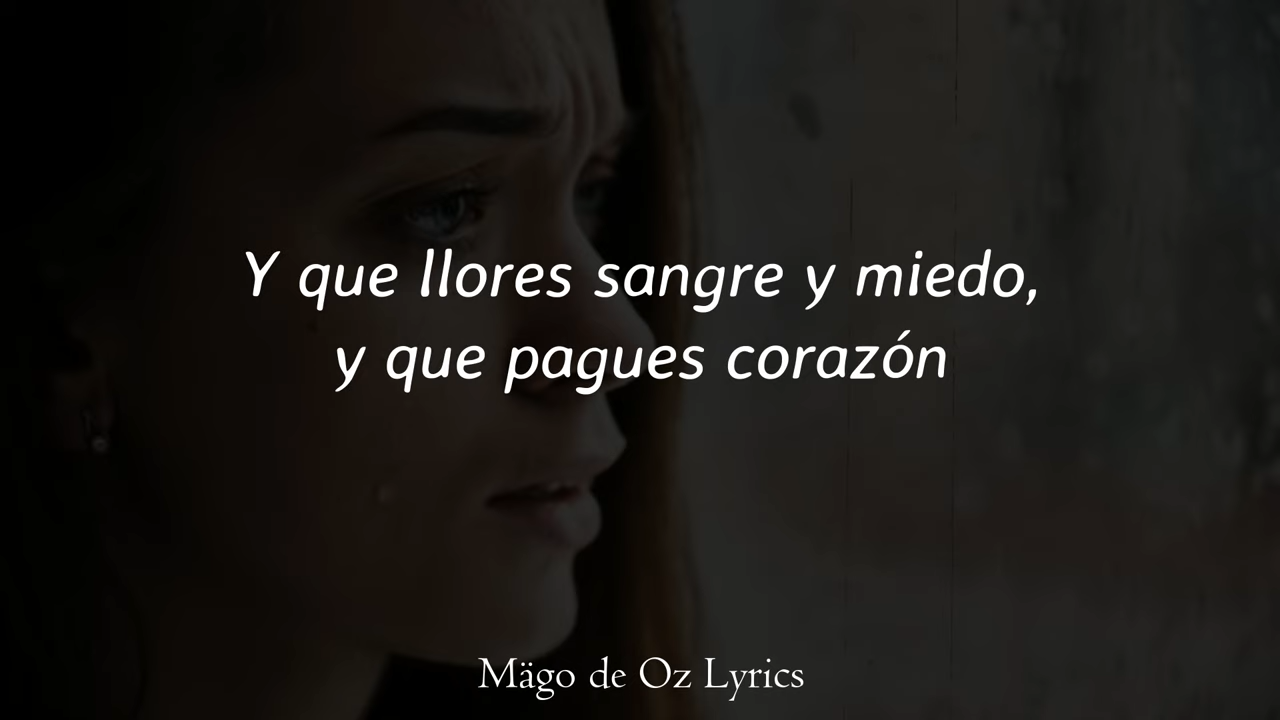 Y que llores sangre y miedo,
y que pagues corazón
Mägo de Oz Lyrics